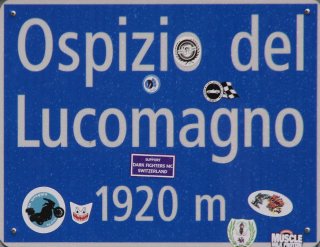 Ospizio del
Lucomagno
SUPPORT
DARK FIGHTERS MC
SWITZERLAND
1920 m
MUSCLE